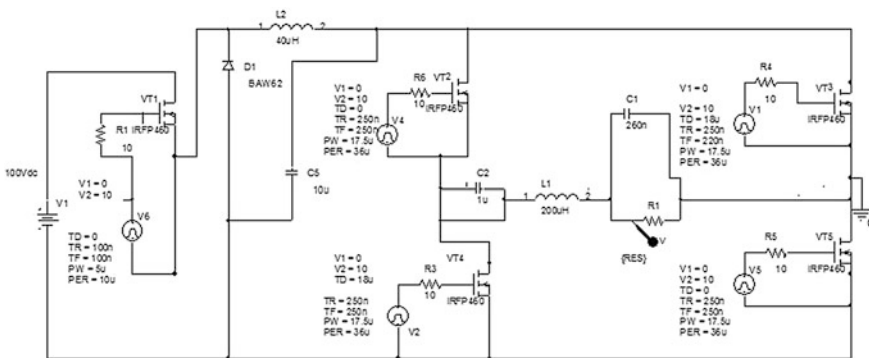 100Vdc
V1
VT1
IRFP460
R1
10
V1 = 0
V2 = 10
V6
TD = 0
TR = 100n
TF = 100n
PW = 5u
PER = 10u
D1
BAW62
1
L2
2
40uH
C5
10u
V1 = 0
V2 = 10
TD = 0
TR = 250n
TF = 250n
PW = 17.5u
PER = 36u
V4
R6
10
VT2
IRFP460
C2
1u
V1 = 0
V2 = 10
TD = 18u
TR = 250n
TF = 250n
PW = 17.5u
PER = 36u
V2
R3
10
VT4
IRFP460
1
L1
2
200uH
C1
260n
R1
V
{RES}
V1 = 0
V2 = 10
TD = 18u
TR = 250n
TF = 220n
PW = 17.5u
PER = 36u
V1
R4
10
VT3
IRFP460
V1 = 0
V2 = 10
TD = 0
TR = 250n
TF = 250n
PW = 17.5u
PER = 36u
V5
R5
10
VT5
IRFP460